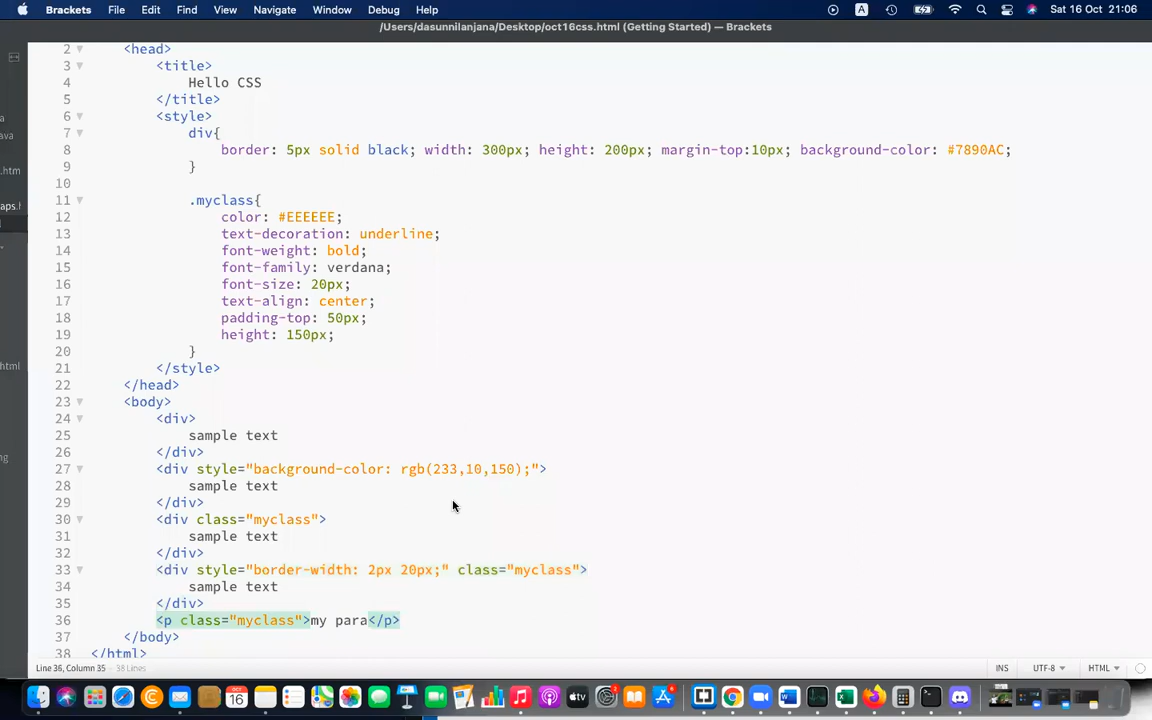 Brackets File Edit Find View Navigate Window Debug Help A Sat 16 Oct 21:06
/Users/dasunnilanjana/Desktop/oct16css.html (Getting Started) — Brackets
2 <head>
3 <title>
4 Hello CSS
5 </title>
6 <style>
7 div{
8 border: 5px solid black; width: 300px; height: 200px; margin-top:10px; background-color: #7890AC;
9 }
10
11 .myclass{
12 color: #EEEEEE;
13 text-decoration: underline;
14 font-weight: bold;
15 font-family: verdana;
16 font-size: 20px;
17 text-align: center;
18 padding-top: 50px;
19 height: 150px;
20 }
21 </style>
22 </head>
23 <body>
24 <div>
25 sample text
26 </div>
27 <div style="background-color: rgb(233,10,150);">
28 sample text
29 </div>
30 <div class="myclass">
31 sample text
32 </div>
33 <div style="border-width: 2px 20px;" class="myclass">
34 sample text
35 </div>
36 <p class="myclass">my para</p>
37 </body>
38 </html>
a
ava
.htm
aps.h
html
ng
Line 36, Column 35 — 38 Lines INS UTF-8 HTML
OCT
16
tv